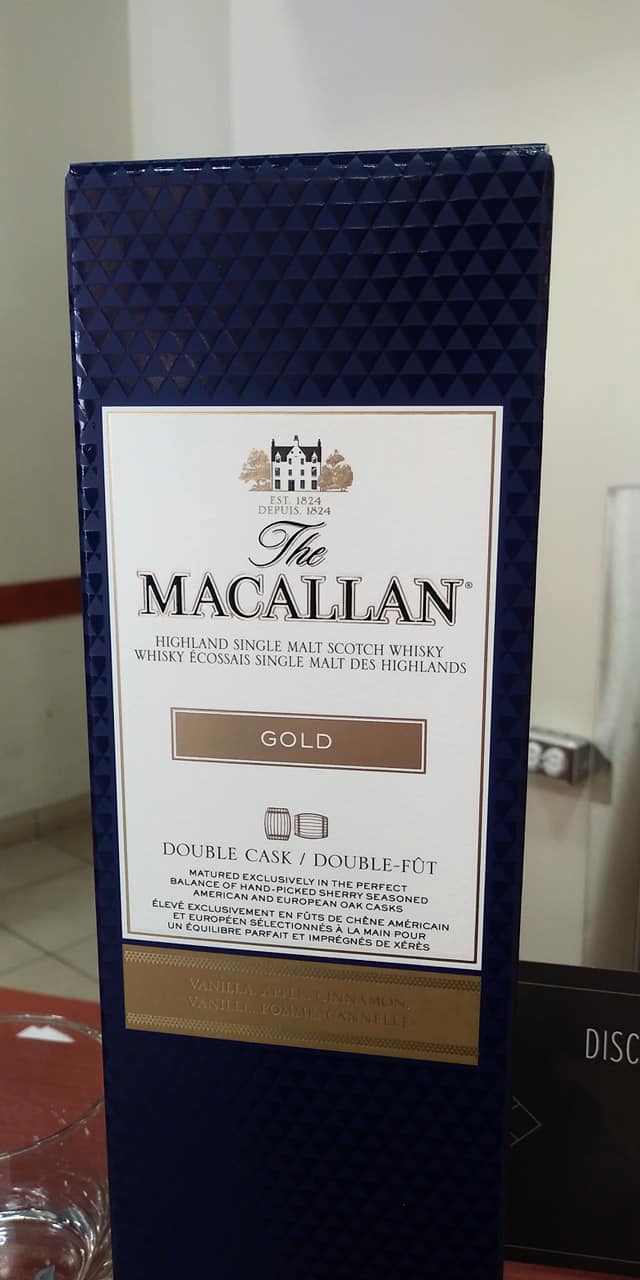 EST. 1824
DEPUIS. 1824
The
MACALLAN®
HIGHLAND SINGLE MALT SCOTCH WHISKY
WHISKY ÉCOSSAIS SINGLE MALT DES HIGHLANDS
GOLD
DOUBLE CASK / DOUBLE-FÛT
MATURED EXCLUSIVELY IN THE PERFECT
BALANCE OF HAND-PICKED SHERRY SEASONED
AMERICAN AND EUROPEAN OAK CASKS
ÉLEVÉ EXCLUSIVEMENT EN FÛTS DE CHÊNE AMÉRICAIN
ET EUROPÉEN SÉLECTIONNÉS À LA MAIN POUR
UN ÉQUILIBRE PARFAIT ET IMPRÉGNÉS DE XÉRÈS
VANILLA, APPLE, CINNAMON,
VANILLE, POMME, CANNELLE
DISC